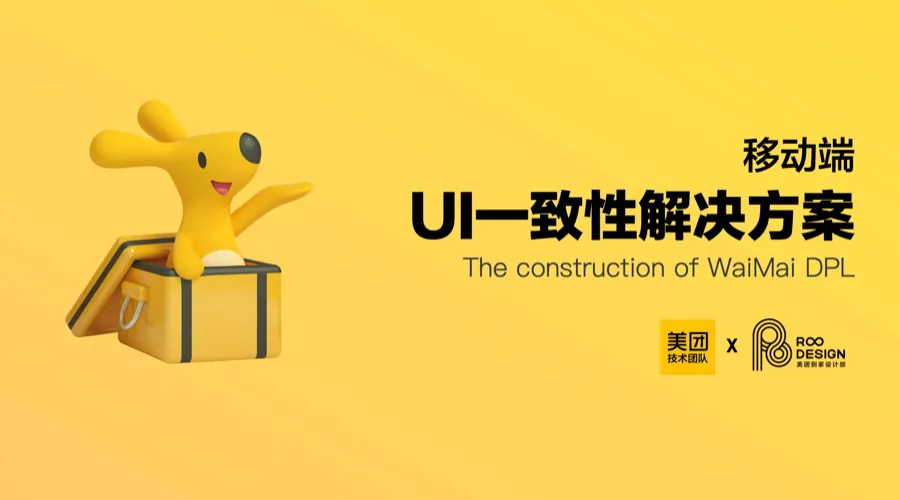 移动端
UI一致性解决方案
The construction of WaiMai DPL
美团
技术团队
X
ROO
DESIGN
美团到家设计部